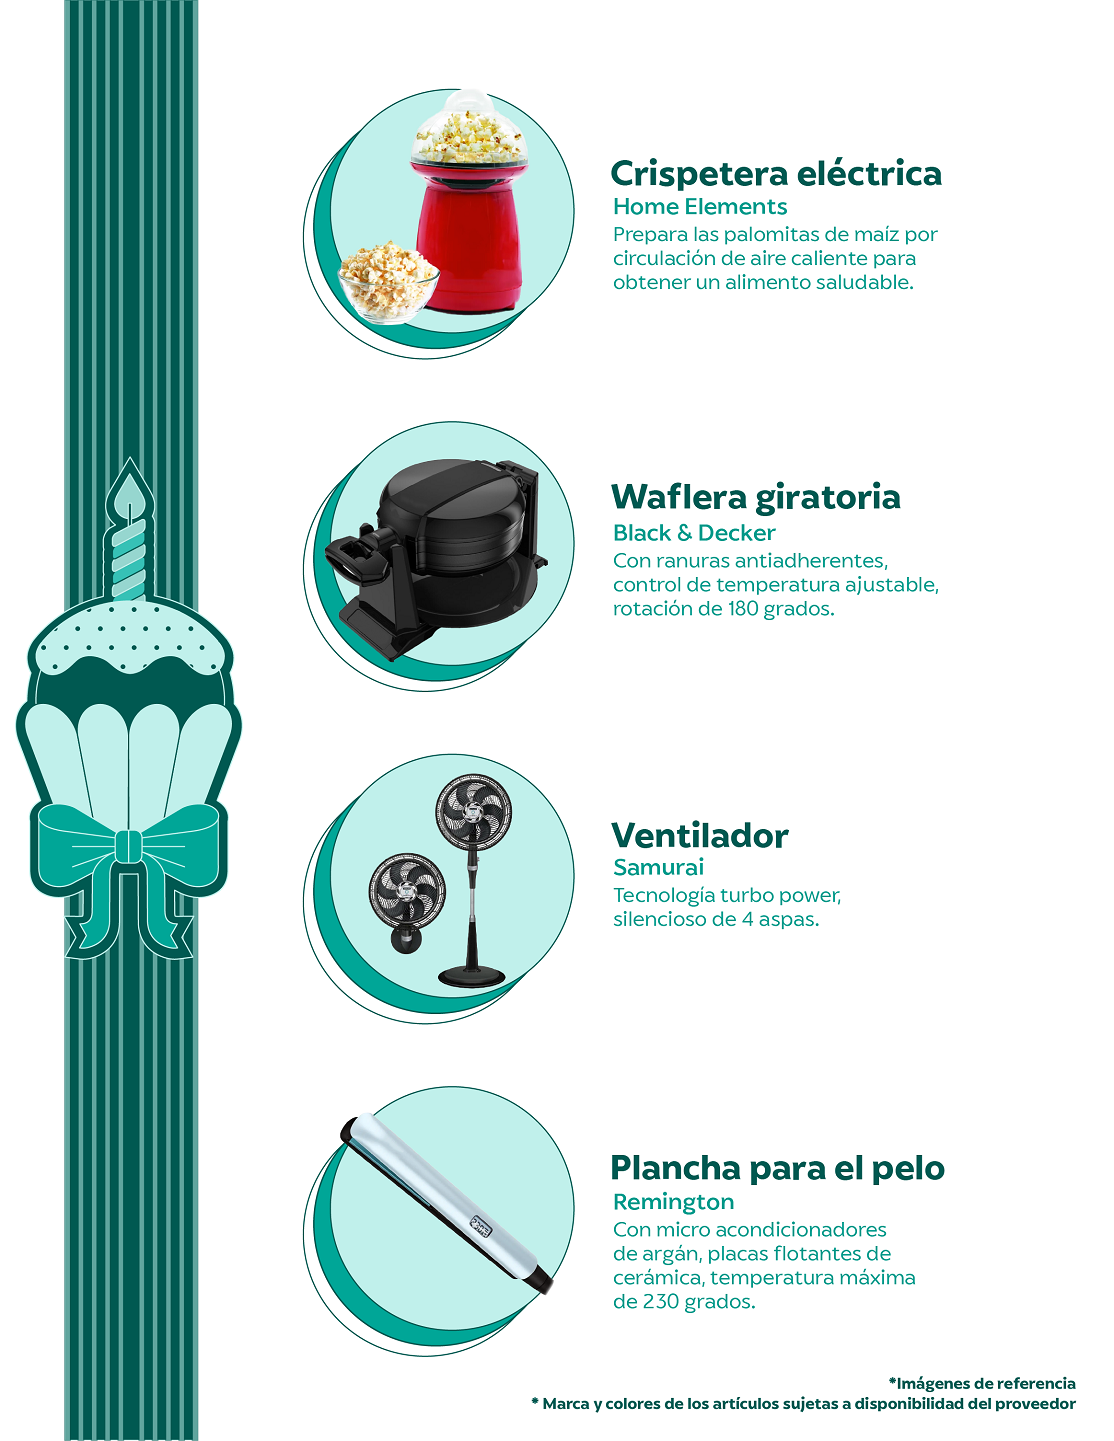 Crispetera eléctrica
Home Elements
Prepara las palomitas de maíz por
circulación de aire caliente para
obtener un alimento saludable.
Waflera giratoria
Black & Decker
Con ranuras antiadherentes,
control de temperatura ajustable,
rotación de 180 grados.
Ventilador
Samurai
Tecnología turbo power,
silencioso de 4 aspas.
Plancha para el pelo
Remington
Con micro acondicionadores
de argán, placas flotantes de
cerámica, temperatura máxima
de 230 grados.
*Imágenes de referencia
* Marca y colores de los artículos sujetas a disponibilidad del proveedor